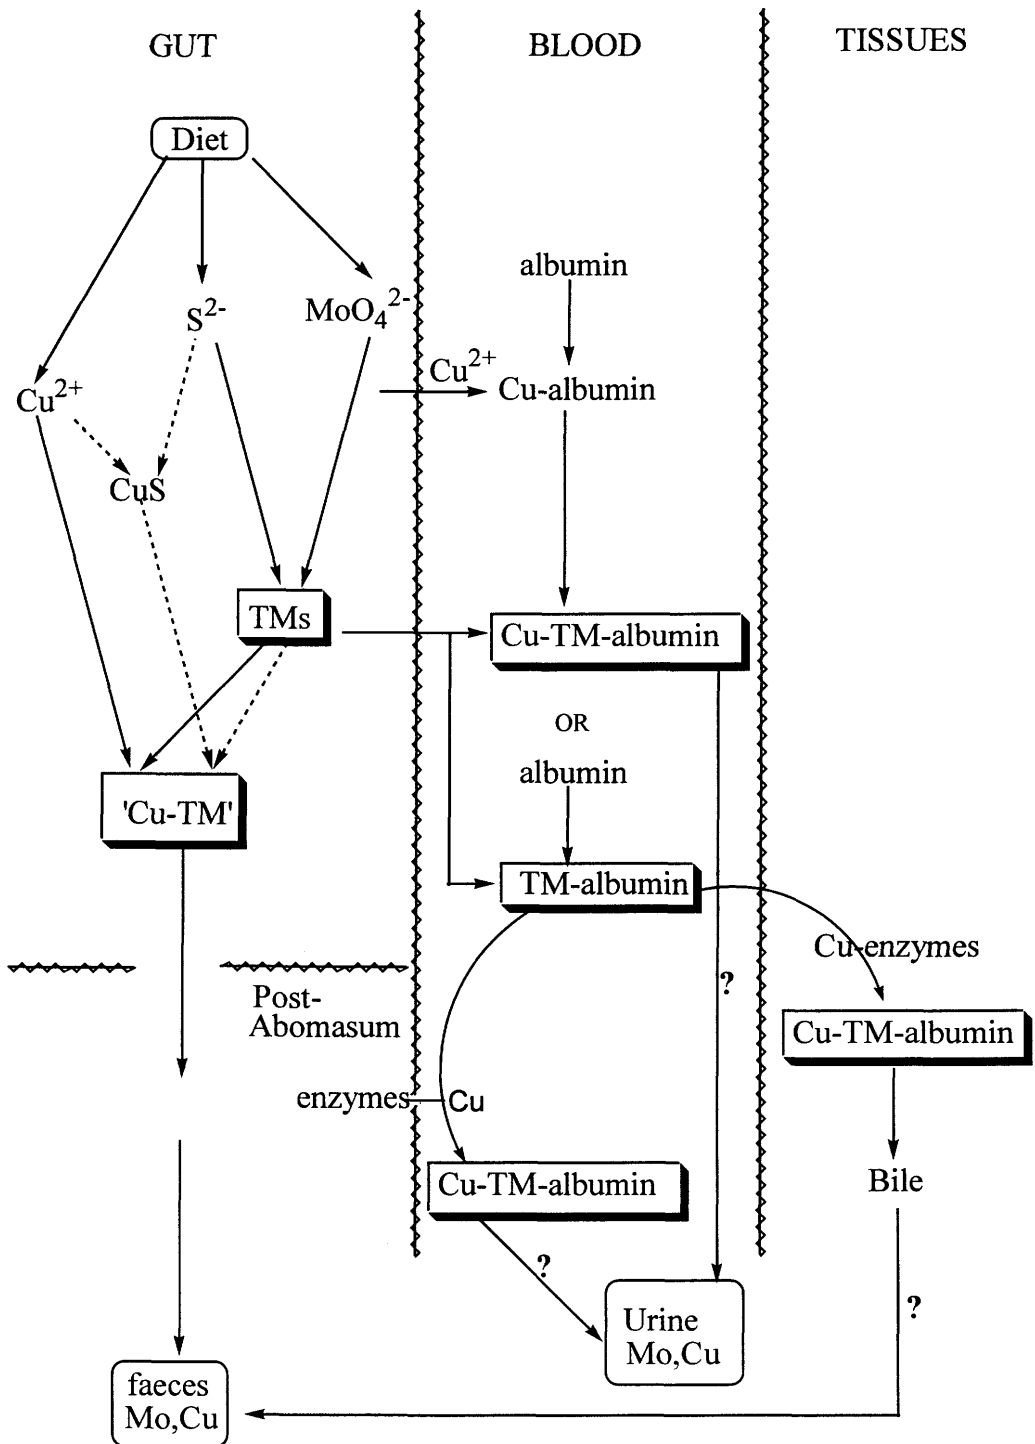 GUT
BLOOD
TISSUES
Diet
albumin
S²⁻
MoO₄²⁻
Cu²⁺
Cu²⁺
Cu-albumin
CuS
TMs
Cu-TM-albumin
OR
albumin
'Cu-TM'
TM-albumin
Cu-enzymes
?
Post-
Abomasum
Cu-TM-albumin
enzymes
Cu
Cu-TM-albumin
Bile
?
?
Urine
Mo,Cu
faeces
Mo,Cu